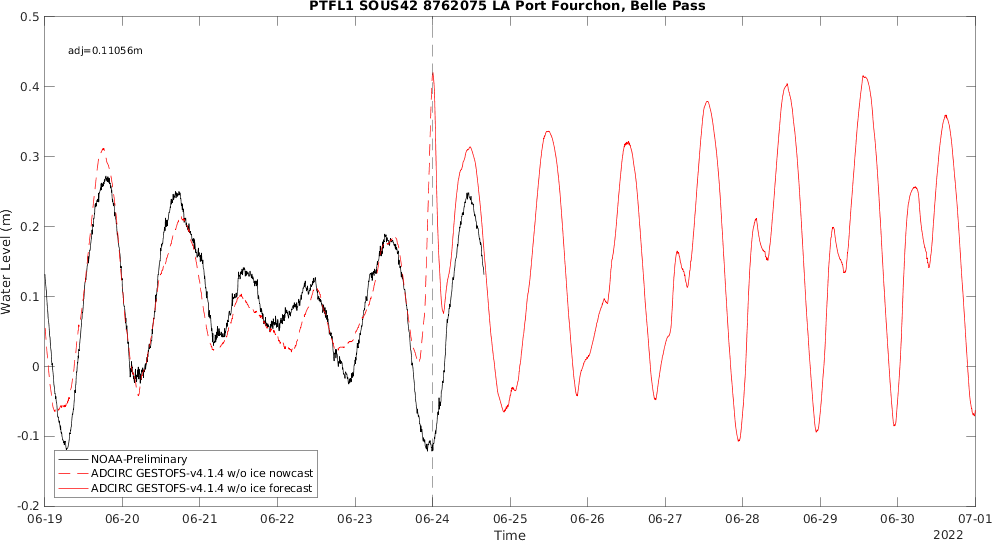 PTFL1 SOUS42 8762075 LA Port Fourchon, Belle Pass
adj=0.11056m
Water Level (m)
0.5
0.4
0.3
0.2
0.1
0
-0.1
-0.2
NOAA-Preliminary
ADCIRC GESTOFS-v4.1.4 w/o ice nowcast
ADCIRC GESTOFS-v4.1.4 w/o ice forecast
06-19 06-20 06-21 06-22 06-23 06-24 06-25 06-26 06-27 06-28 06-29 06-30 07-01
Time
2022